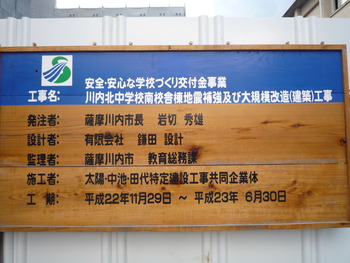 安全・安心な学校づくり交付金事業
工事名： 川内北中学校南校舎棟地震補強及び大規模改造(建築)工事
発注者： 薩摩川内市長 岩切 秀雄
設計者： 有限会社 鎌田 設計
監理者： 薩摩川内市 教育総務課
施工者： 太陽・中池・田代特定建設工事共同企業体
工 期： 平成22年11月29日 ～ 平成23年 6月30日